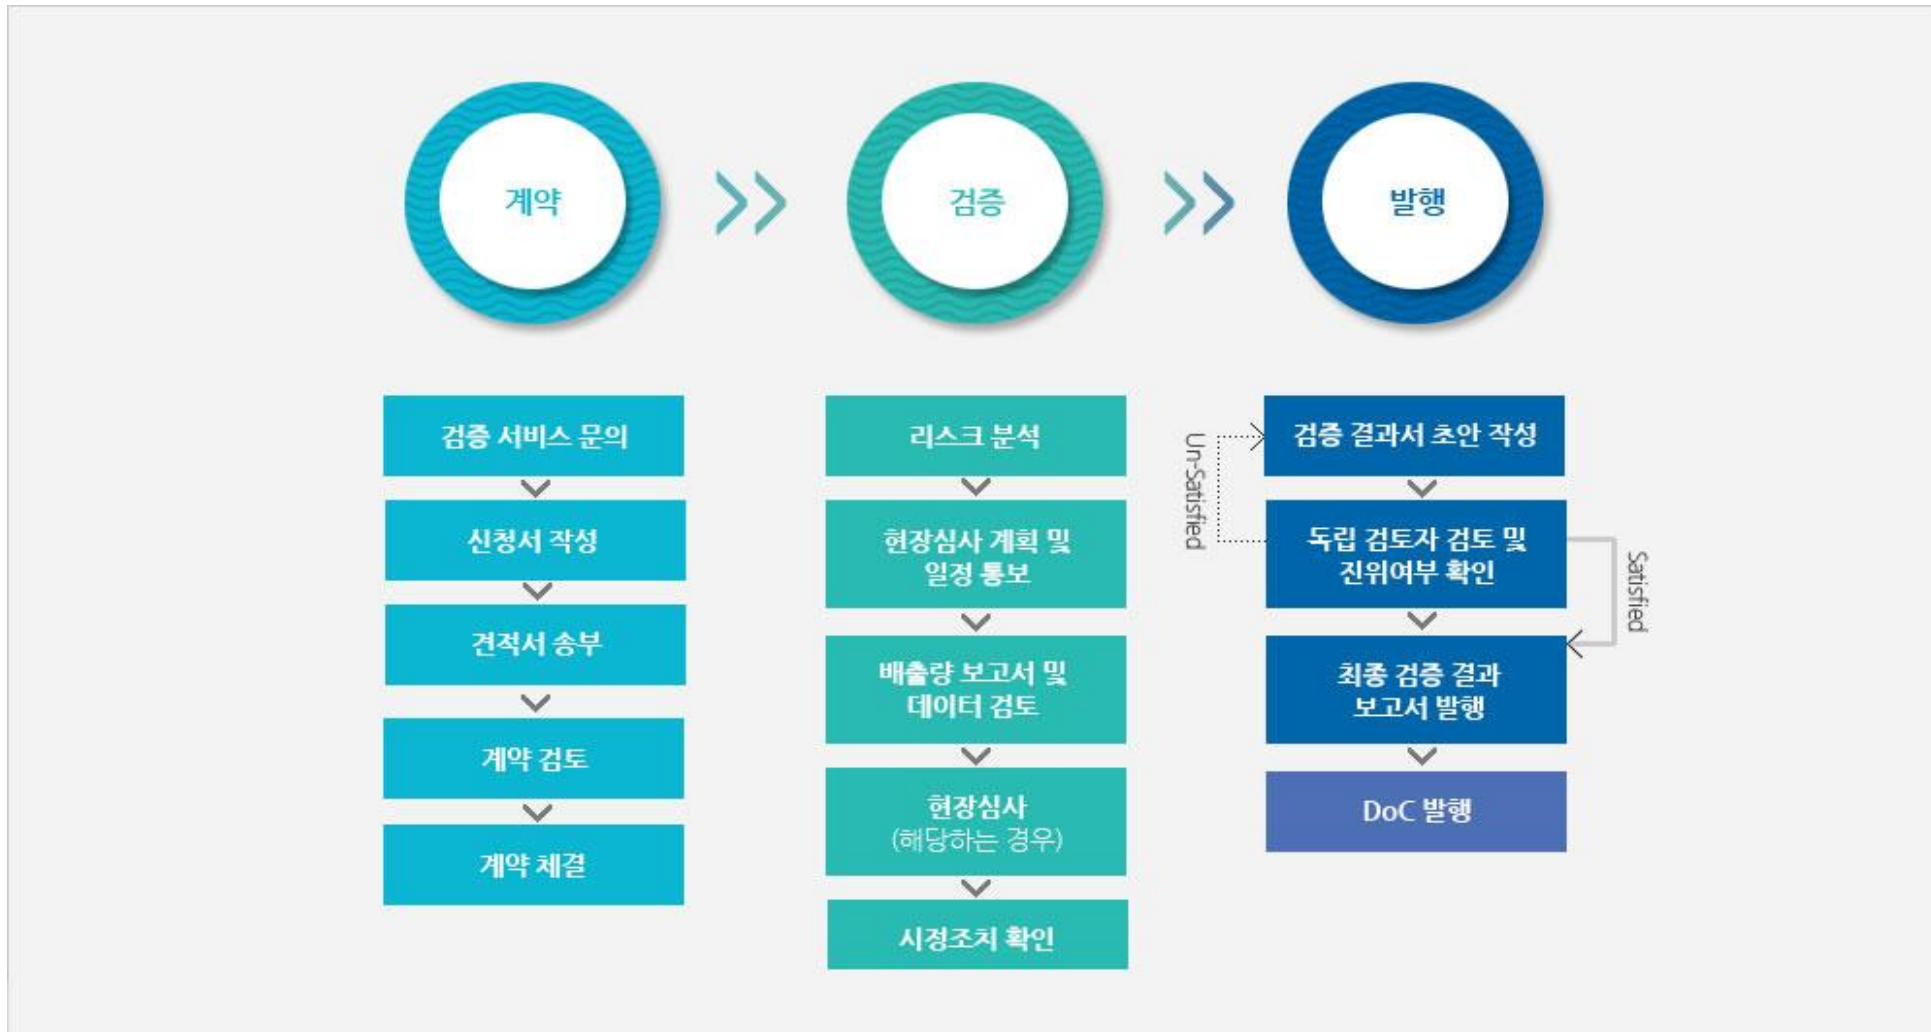 계약
검증
발행
검증 서비스 문의
신청서 작성
견적서 송부
계약 검토
계약 체결
리스크 분석
현장심사 계획 및
일정 통보
배출량 보고서 및
데이터 검토
현장심사
(해당하는 경우)
시정조치 확인
Un-Satisfied
검증 결과서 초안 작성
독립 검토자 검토 및
진위여부 확인
Satisfied
최종 검증 결과
보고서 발행
DoC 발행